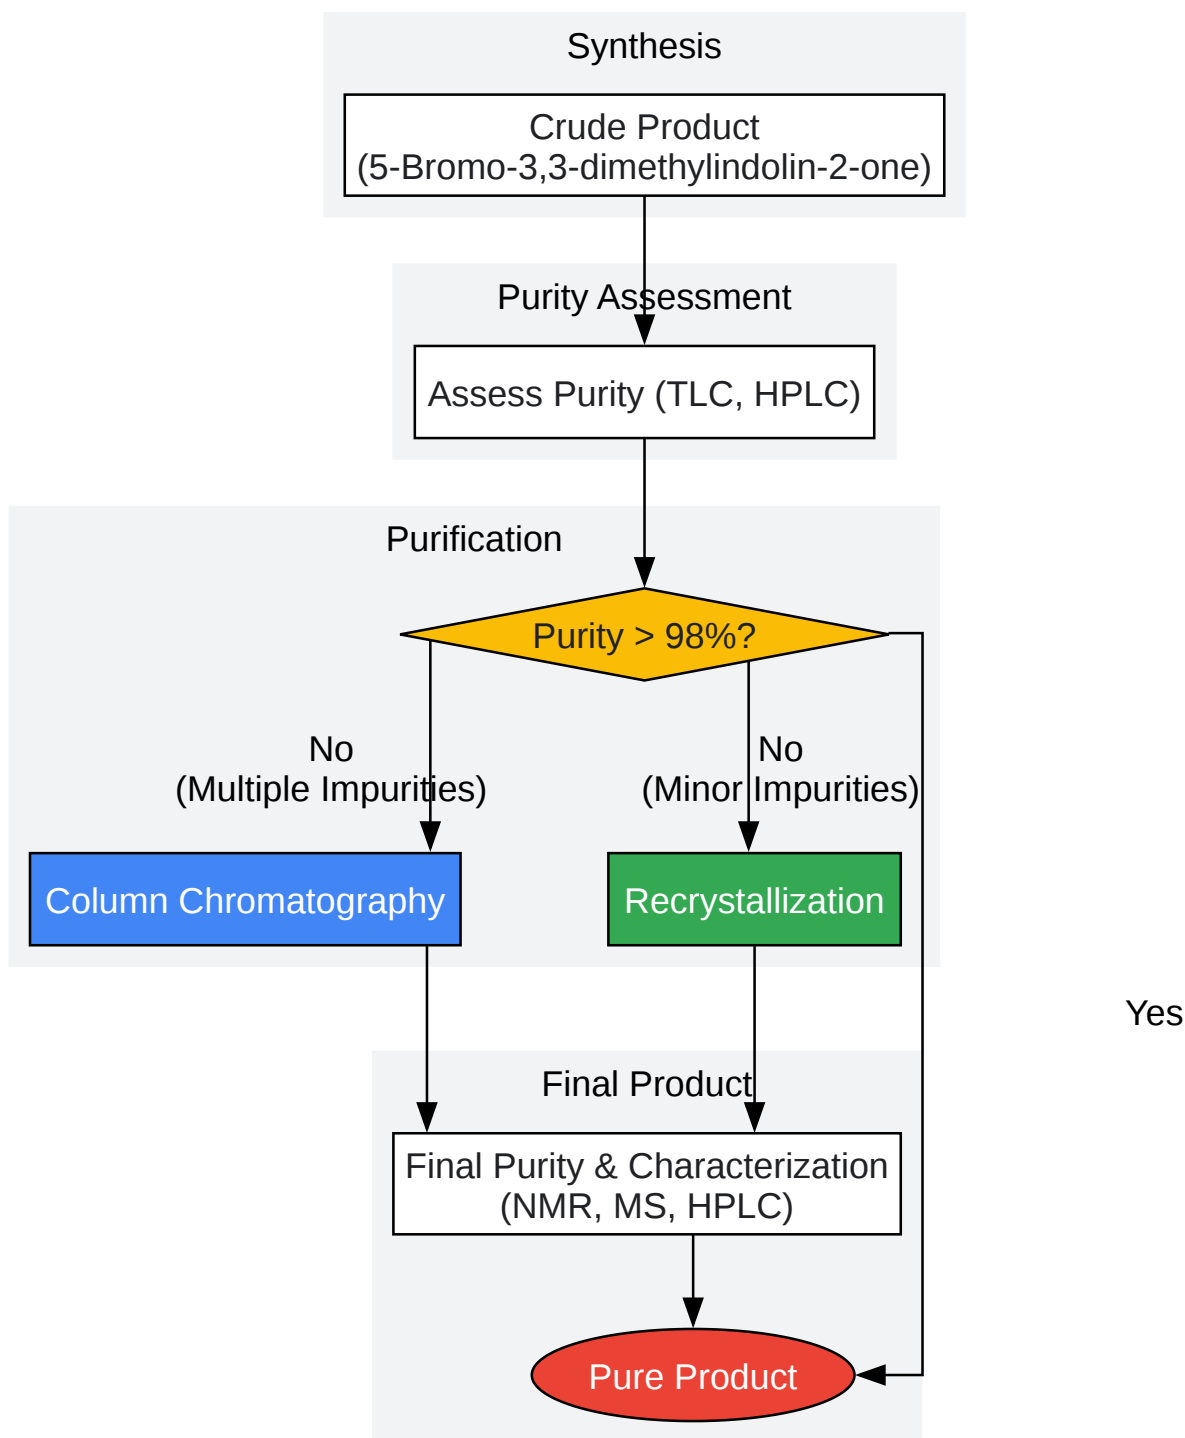 Synthesis
Crude Product
(5-Bromo-3,3-dimethylindolin-2-one)
Purity Assessment
Assess Purity (TLC, HPLC)
Purification
Purity > 98%?
No
(Multiple Impurities)
No
(Minor Impurities)
Column Chromatography
Recrystallization
Yes
Final Product
Final Purity & Characterization
(NMR, MS, HPLC)
Pure Product